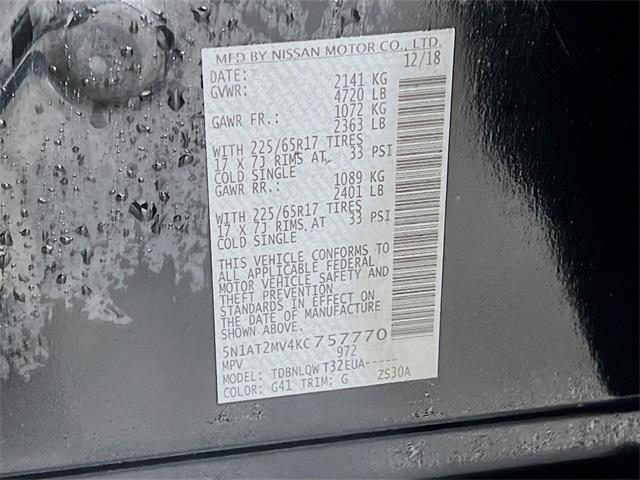 MFD BY NISSAN MOTOR CO., LTD.
DATE: 12/18
GVWR: 2141 KG
4720 LB
GAWR FR.: 1072 KG
2363 LB
WITH 225/65R17 TIRES
17 X 7J RIMS AT 33 PSI
COLD SINGLE
GAWR RR.: 1089 KG
2401 LB
WITH 225/65R17 TIRES
17 X 7J RIMS AT 33 PSI
COLD SINGLE
THIS VEHICLE CONFORMS TO
ALL APPLICABLE FEDERAL
MOTOR VEHICLE SAFETY AND
THEFT PREVENTION
STANDARDS IN EFFECT ON
THE DATE OF MANUFACTURE
SHOWN ABOVE.
5N1AT2MV4KC757770
MPV 972
MODEL: TDBNLQWT32EUA-----
COLOR: G41 TRIM: G ZS30A